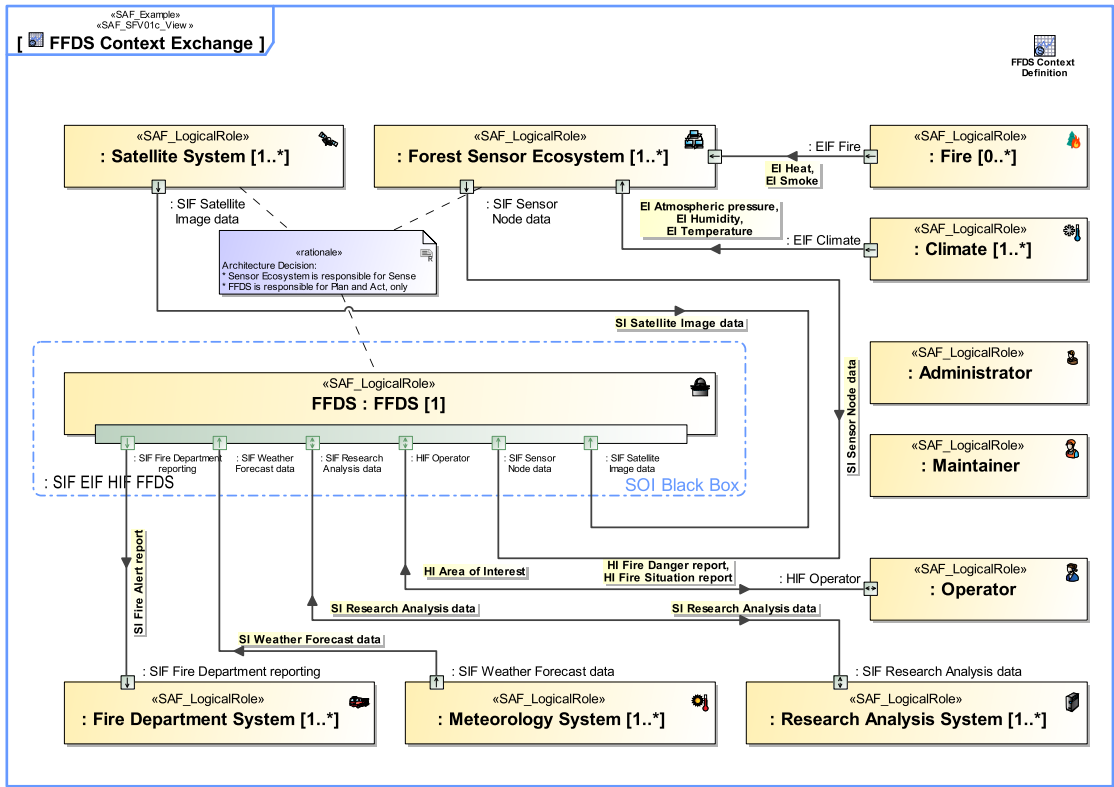 «SAF_Example»
«SAF_SFV01c_View »
[ FFDS Context Exchange ]
FFDS Context
Definition
«SAF_LogicalRole»
: Satellite System [1..*]
«SAF_LogicalRole»
: Forest Sensor Ecosystem [1..*]
«SAF_LogicalRole»
: Fire [0..*]
: EIF Fire
EI Heat,
EI Smoke
: SIF Satellite
Image data
: SIF Sensor
Node data
EI Atmospheric pressure,
EI Humidity,
EI Temperature
: EIF Climate
«SAF_LogicalRole»
: Climate [1..*]
«rationale»
Architecture Decision:
* Sensor Ecosystem is responsible for Sense
* FFDS is responsible for Plan and Act, only
SI Satellite Image data
SI Sensor Node data
«SAF_LogicalRole»
: Administrator
«SAF_LogicalRole»
FFDS : FFDS [1]
«SAF_LogicalRole»
: Maintainer
: SIF Fire Department
reporting
: SIF Weather
Forecast data
: SIF Research
Analysis data
: HIF Operator
: SIF Sensor
Node data
: SIF Satellite
Image data
: SIF EIF HIF FFDS
SOI Black Box
SI Fire Alert report
HI Area of Interest
HI Fire Danger report,
HI Fire Situation report
: HIF Operator
«SAF_LogicalRole»
: Operator
SI Research Analysis data
SI Research Analysis data
SI Weather Forecast data
: SIF Fire Department reporting
: SIF Weather Forecast data
: SIF Research Analysis data
«SAF_LogicalRole»
: Fire Department System [1..*]
«SAF_LogicalRole»
: Meteorology System [1..*]
«SAF_LogicalRole»
: Research Analysis System [1..*]